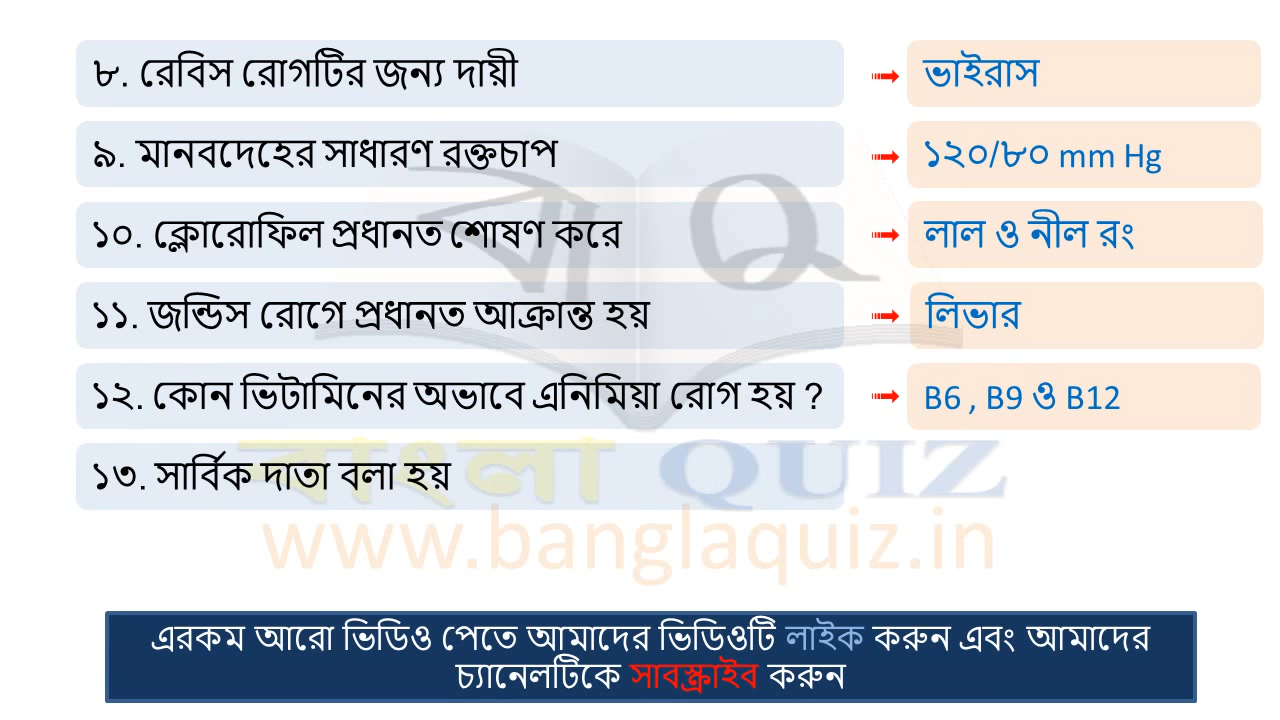 ৮. রেবিস রোগটির জন্য দায়ী ভাইরাস
৯. মানবদেহের সাধারণ রক্তচাপ ১২০/৮০ mm Hg
১০. ক্লোরোফিল প্রধানত শোষণ করে লাল ও নীল রং
১১. জন্ডিস রোগে প্রধানত আক্রান্ত হয় লিভার
১২. কোন ভিটামিনের অভাবে এনিমিয়া রোগ হয় ? B6 , B9 ও B12
১৩. সার্বিক দাতা বলা হয়
বা Q
বাংলা QUIZ
www.banglaquiz.in
এরকম আরো ভিডিও পেতে আমাদের ভিডিওটি লাইক করুন এবং আমাদের
চ্যানেলটিকে সাবস্ক্রাইব করুন